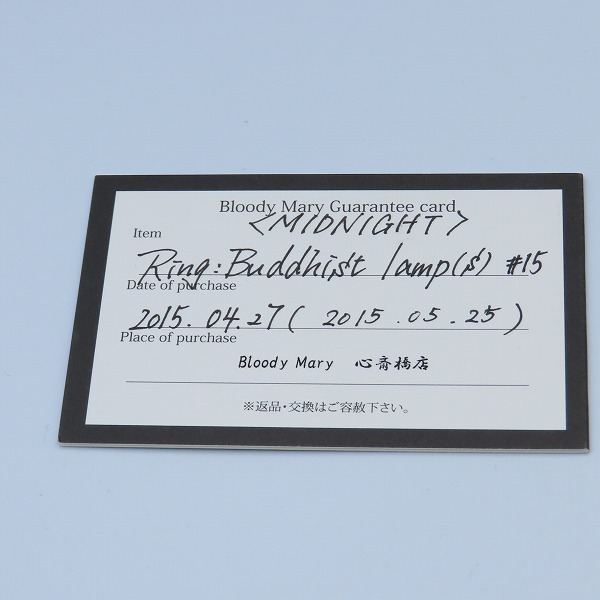 Bloody Mary Guarantee card
<MIDNIGHT>
Item
Ring: Buddhist lamp(s) #15
Date of purchase
2015.04.27 ( 2015.05.25 )
Place of purchase
Bloody Mary 心斎橋店
※返品・交換はご容赦下さい。